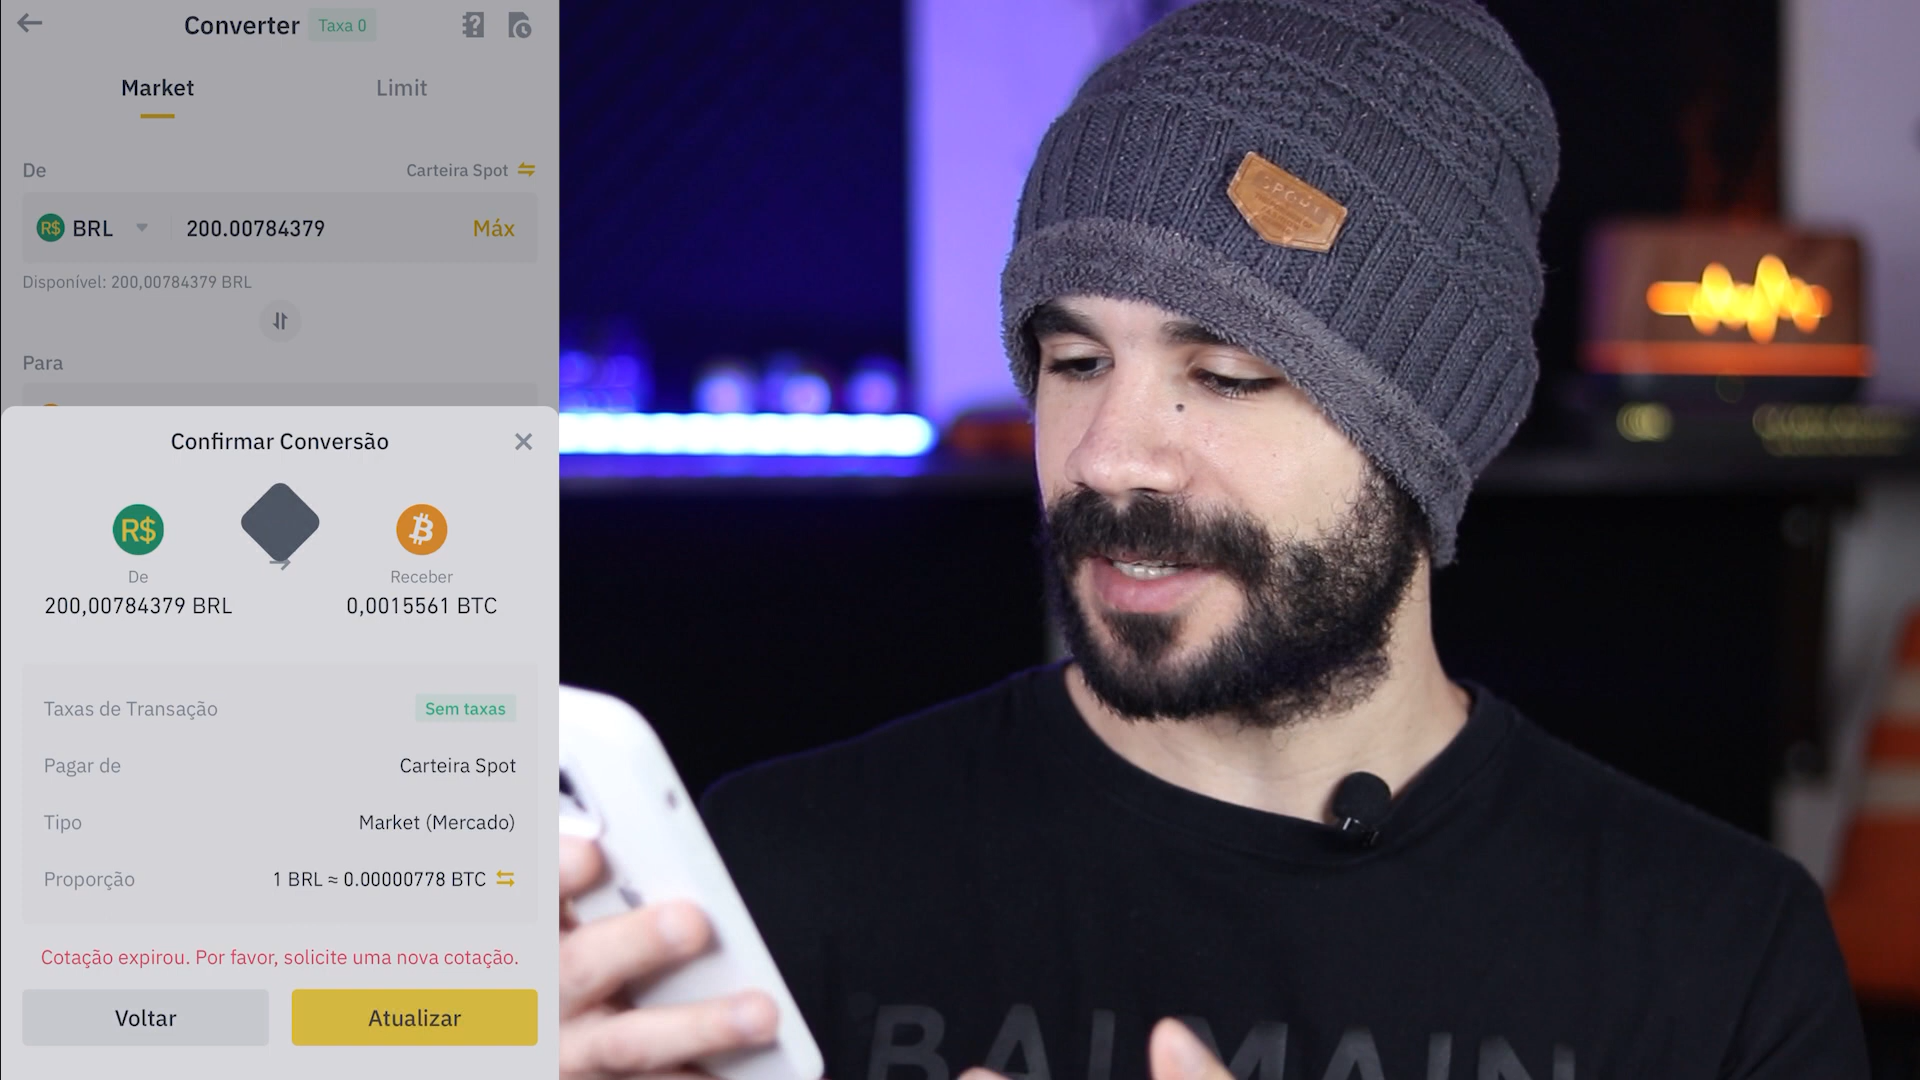 Converter Taxa 0
Market Limit
De Carteira Spot
R$ BRL 200.00784379 Máx
Disponível: 200,00784379 BRL
Para
Confirmar Conversão
R$
De Receber
200,00784379 BRL 0,0015561 BTC
Taxas de Transação Sem taxas
Pagar de Carteira Spot
Tipo Market (Mercado)
Proporção 1 BRL ≈ 0.00000778 BTC
Cotação expirou. Por favor, solicite uma nova cotação.
Voltar Atualizar
BALMAIN